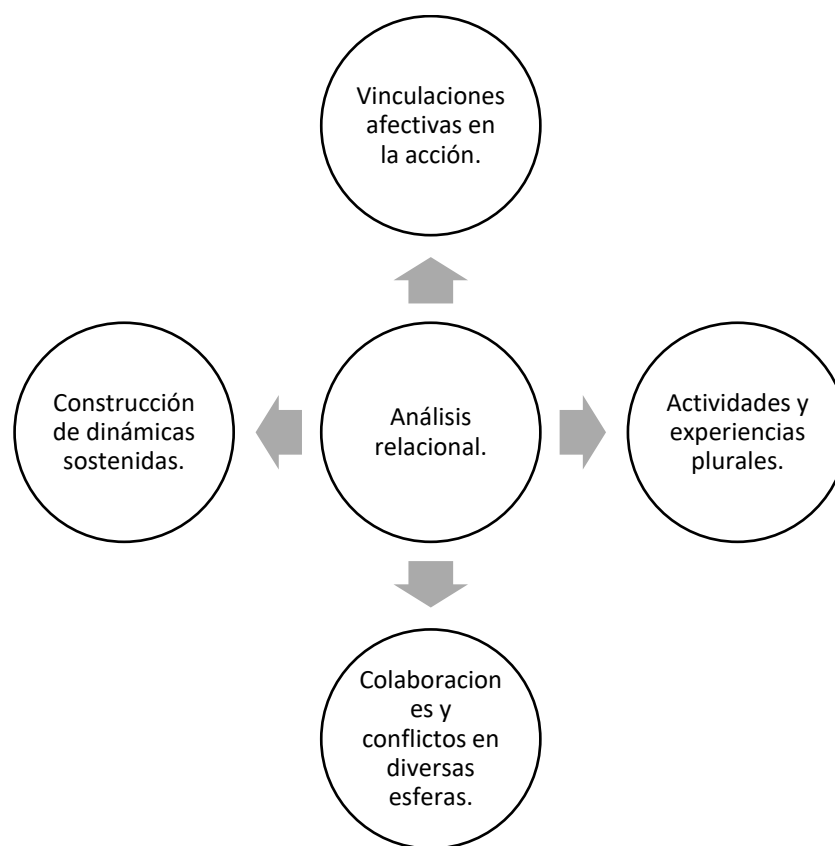 Vinculaciones
afectivas en
la acción.
Construcción
de dinámicas
sostenidas.
Análisis
relacional.
Actividades y
experiencias
plurales.
Colaboracion
es y
conflictos en
diversas
esferas.